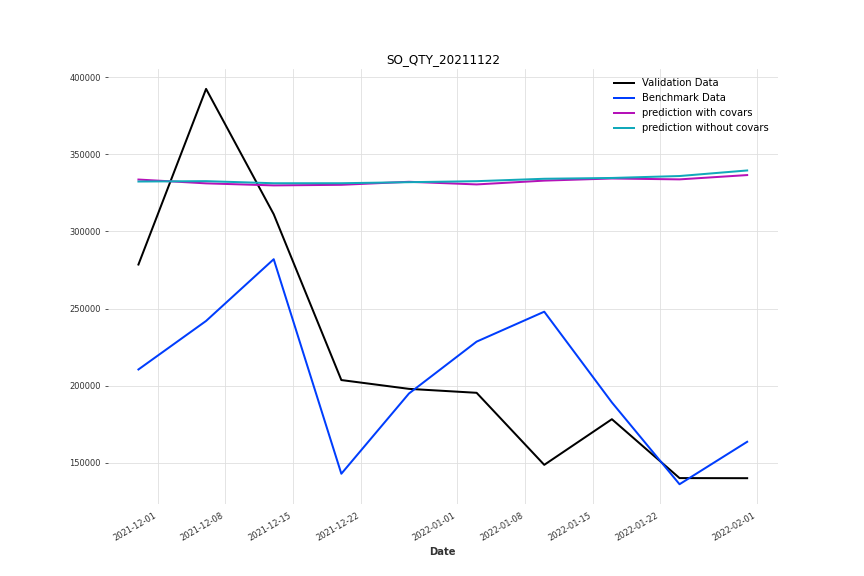 SO_QTY_20211122
Validation Data
Benchmark Data
prediction with covars
prediction without covars
400000
350000
300000
250000
200000
150000
2021-12-01
2021-12-08
2021-12-15
2021-12-22
2022-01-01
2022-01-08
2022-01-15
2022-01-22
2022-02-01
Date